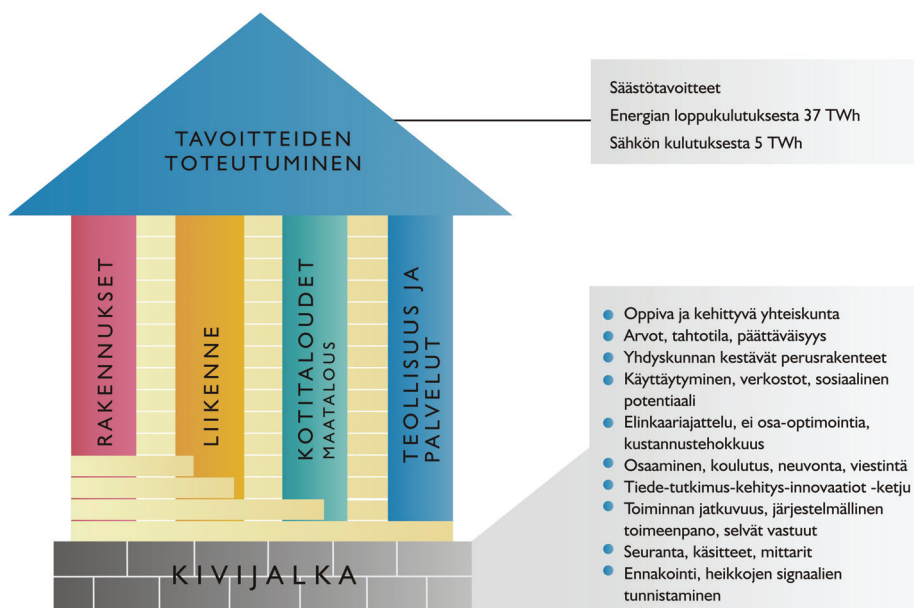 TAVOITTEIDEN
TOTEUTUMINEN
Säästötavoitteet
Energian loppukulutuksesta 37 TWh
Sähkön kulutuksesta 5 TWh
RAKENNUKSET
LIIKENNE
KOTITALOUDET
MAATALOUS
TEOLLISUUS JA
PALVELUT
KIVIJALKA
Oppiva ja kehittyvä yhteiskunta
Arvot, tahtotila, päättäväisyys
Yhdyskunnan kestävät perusrakenteet
Käyttäytyminen, verkostot, sosiaalinen
potentiaali
Elinkaariajattelu, ei osa-optimointia,
kustannustehokkuus
Osaaminen, koulutus, neuvonta, viestintä
Tiede-tutkimus-kehitys-innovaatiot -ketju
Toiminnan jatkuvuus, järjestelmällinen
toimeenpano, selvät vastuut
Seuranta, käsitteet, mittarit
Ennakointi, heikkojen signaalien
tunnistaminen